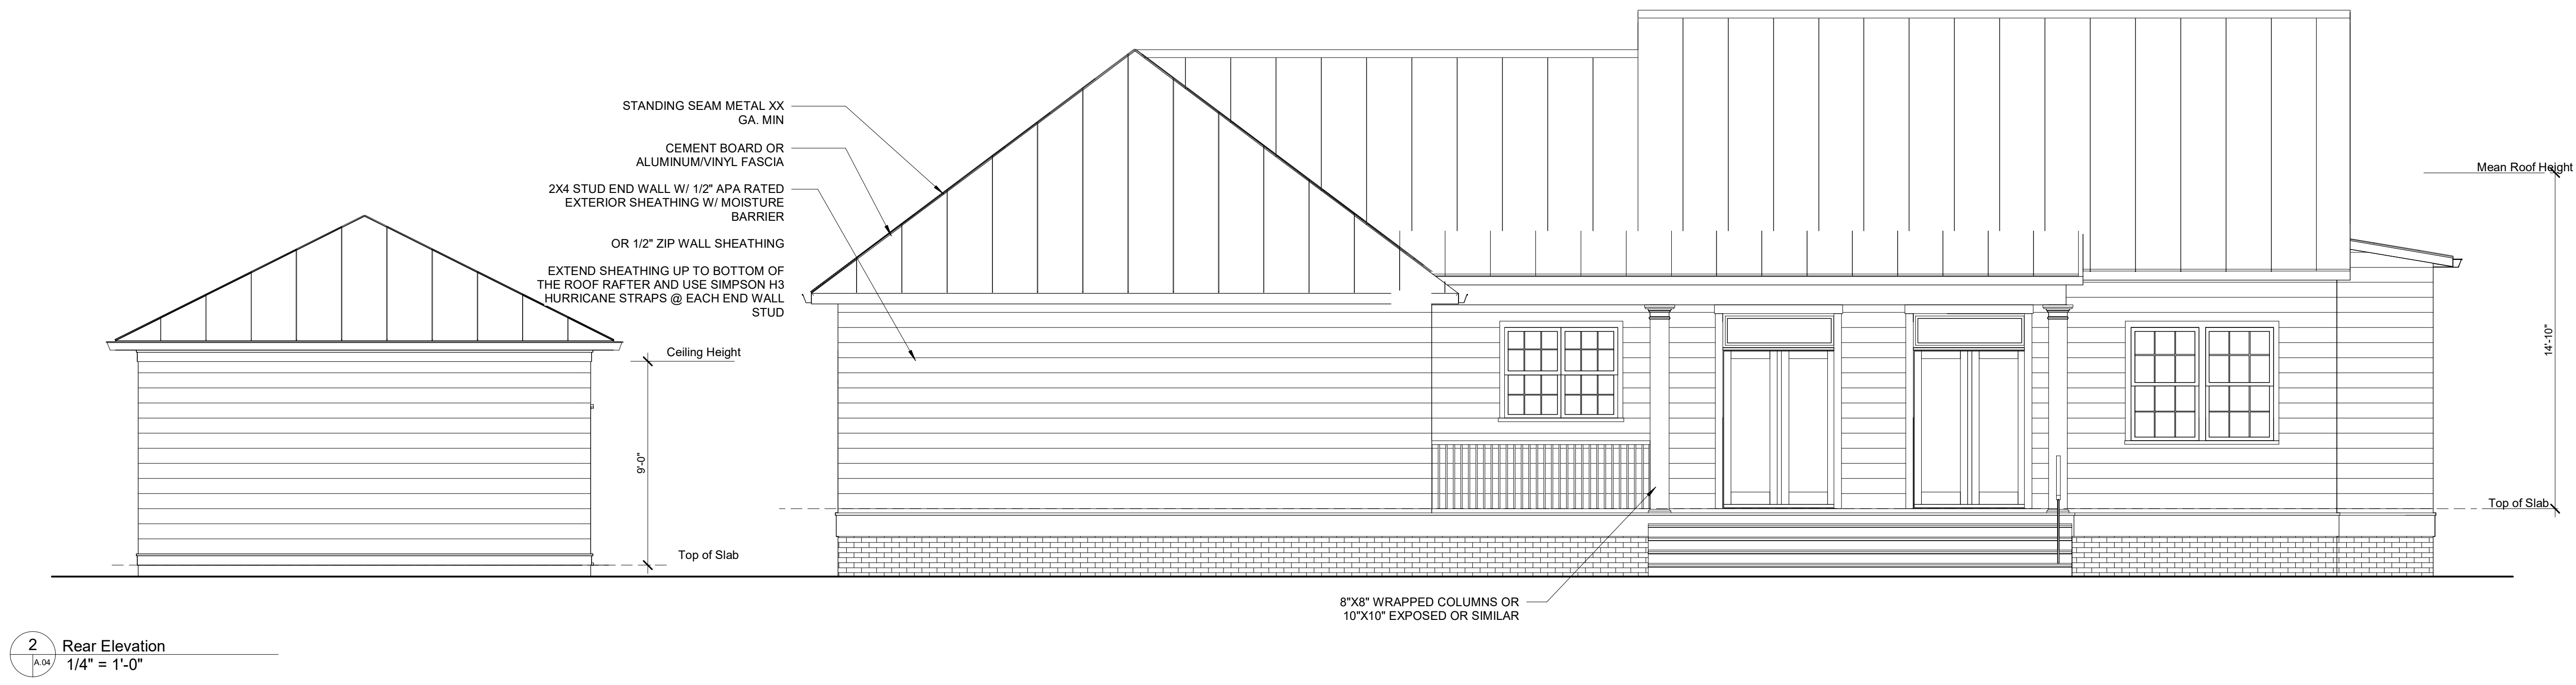 STANDING SEAM METAL XX
GA. MIN
CEMENT BOARD OR
ALUMINUM/VINYL FASCIA
2X4 STUD END WALL W/ 1/2" APA RATED
EXTERIOR SHEATHING W/ MOISTURE
BARRIER
OR 1/2" ZIP WALL SHEATHING
EXTEND SHEATHING UP TO BOTTOM OF
THE ROOF RAFTER AND USE SIMPSON H3
HURRICANE STRAPS @ EACH END WALL
STUD
Mean Roof Height
14'-10"
Top of Slab
Ceiling Height
9'-0"
Top of Slab
8"X8" WRAPPED COLUMNS OR
10"X10" EXPOSED OR SIMILAR
2
A.04
Rear Elevation
1/4" = 1'-0"